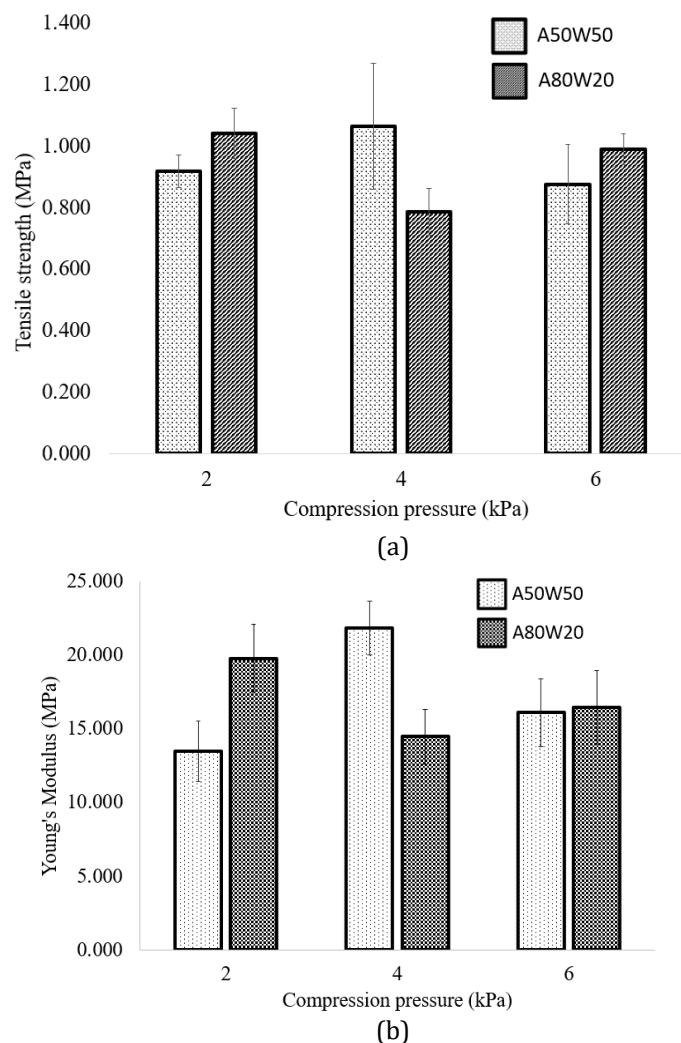 1.400
1.200
1.000
0.800
0.600
0.400
0.200
0.000
Tensile strength (MPa)
A50W50
A80W20
2 4 6
Compression pressure (kPa)
(a)
25.000
20.000
15.000
10.000
5.000
0.000
Young's Modulus (MPa)
A50W50
A80W20
2 4 6
Compression pressure (kPa)
(b)